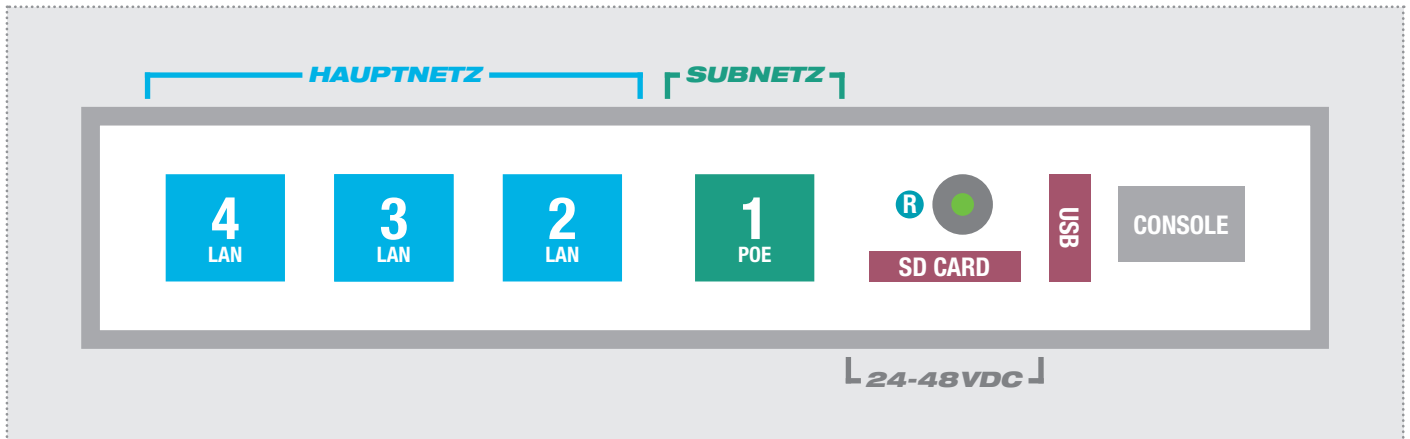 HAUPTNETZ
SUBNETZ
4
LAN
3
LAN
2
LAN
1
POE
R
SD CARD
USB
CONSOLE
24-48VDC